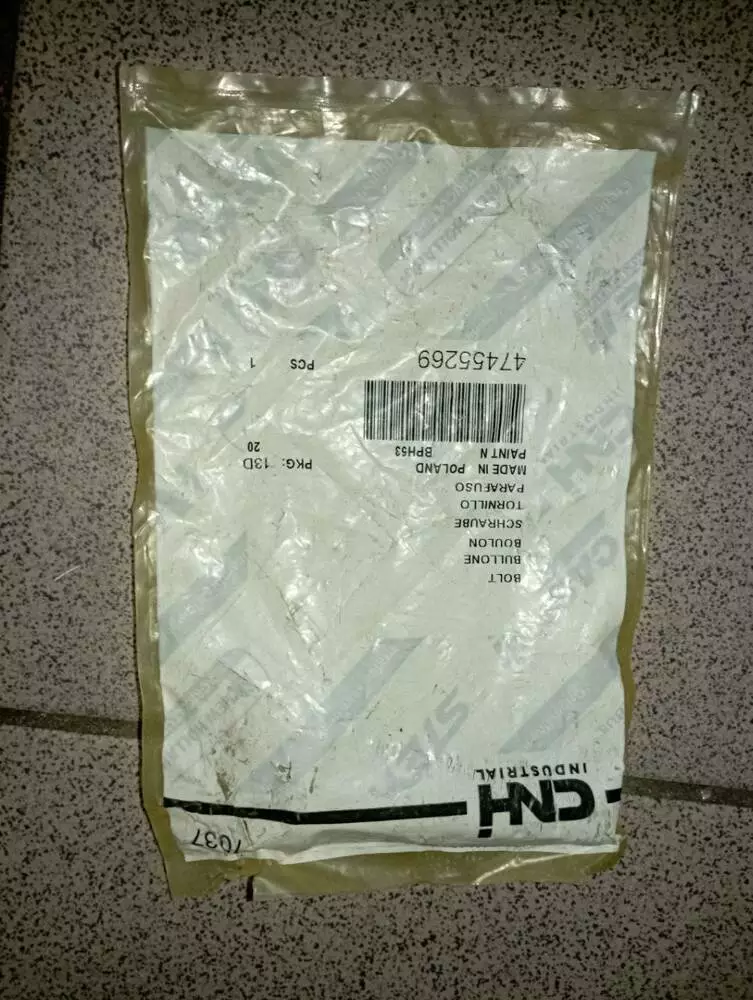 7037
CNH
INDUSTRIAL
BOLT
BULLONE
BOULON
SCHRAUBE
TORNILLO
PARAFUSO
MADE IN POLAND PKG: 13D
PAINT N BPH53 20
47455269 PCS 1